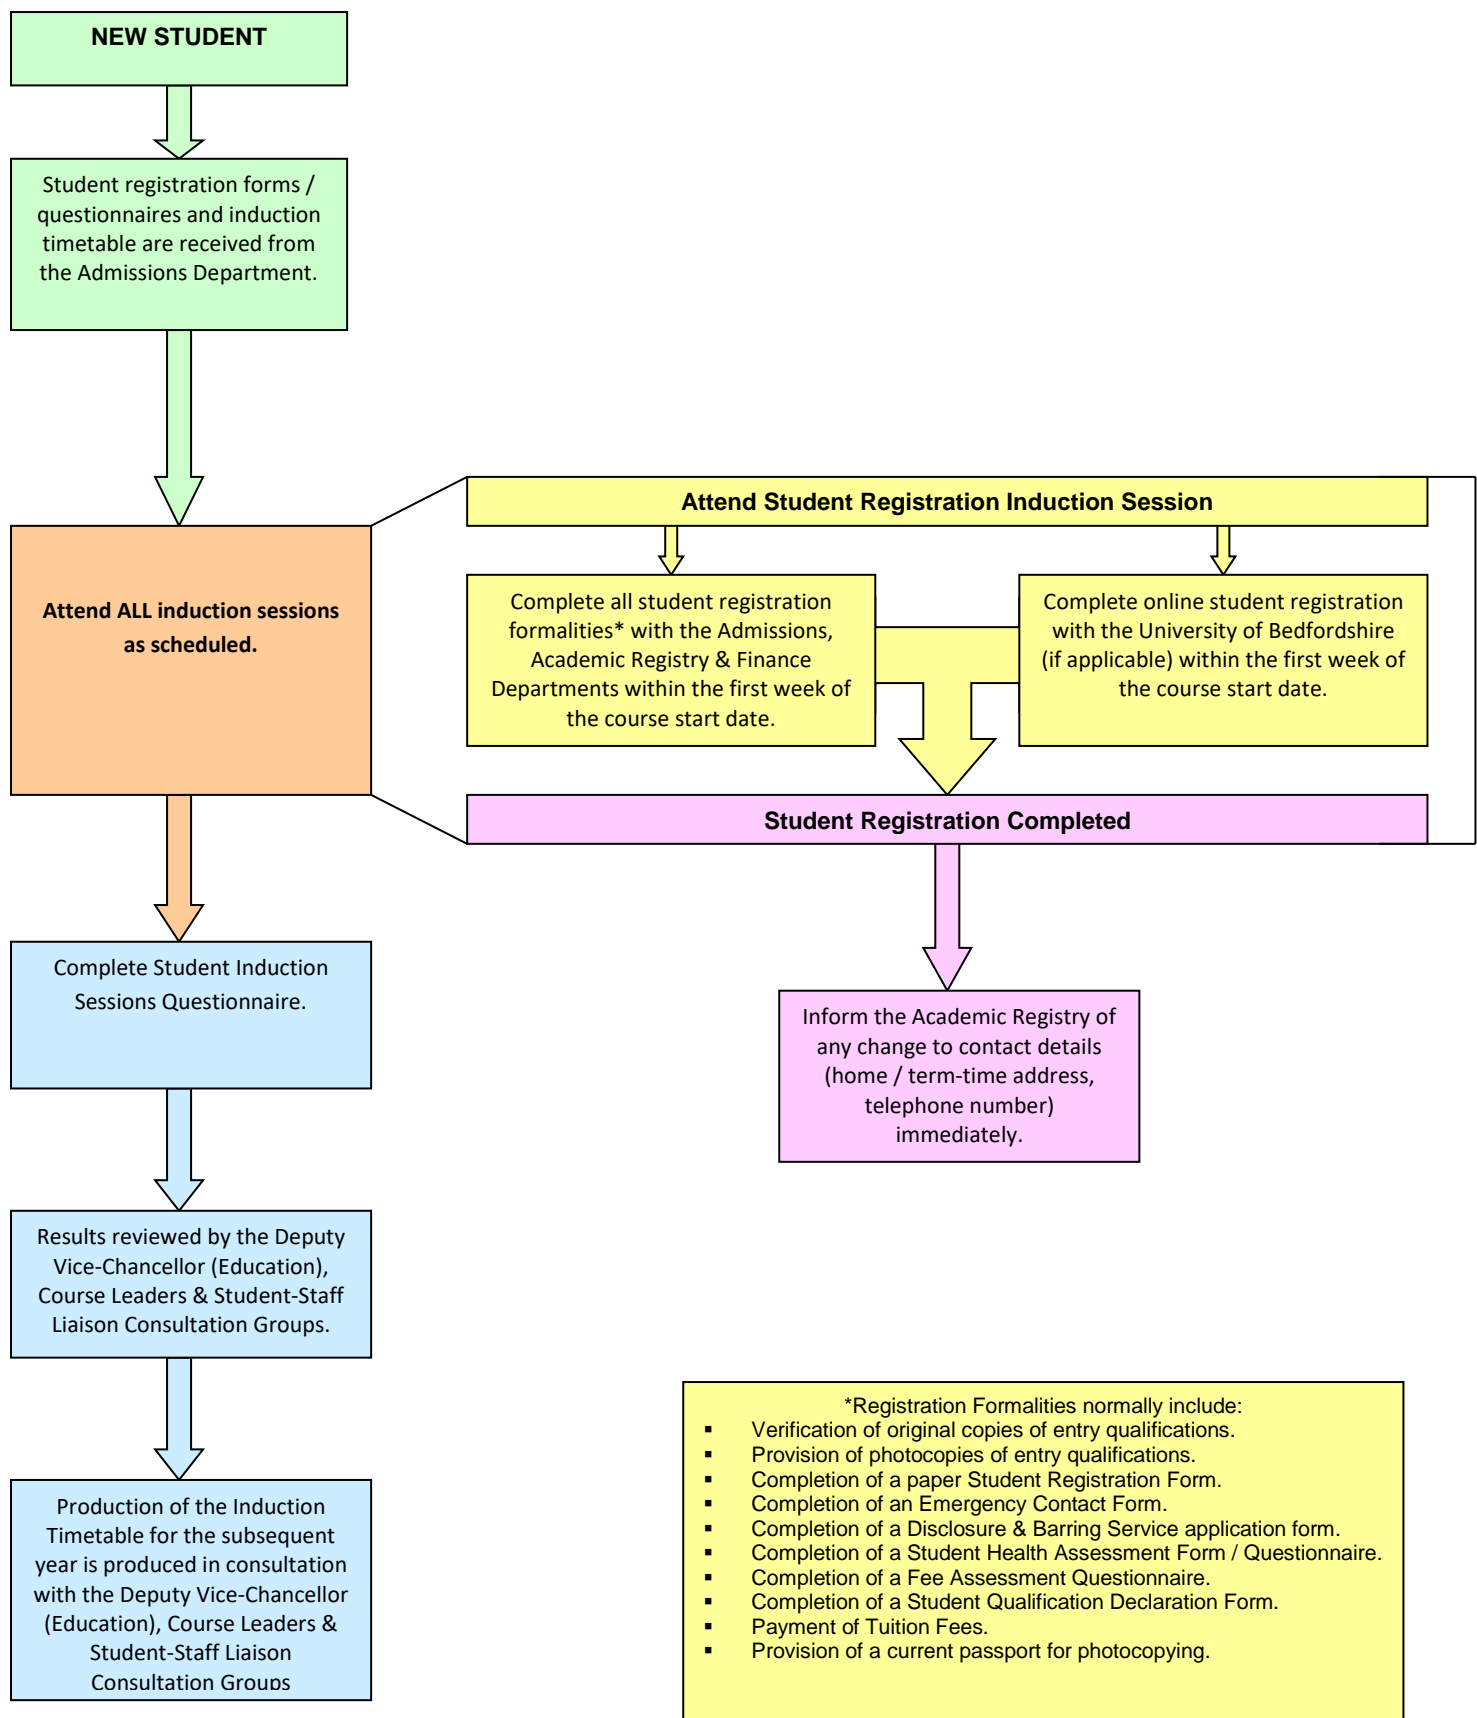 NEW STUDENT
Student registration forms /
questionnaires and induction
timetable are received from
the Admissions Department.
Attend ALL induction sessions
as scheduled.
Attend Student Registration Induction Session
Complete all student registration
formalities* with the Admissions,
Academic Registry & Finance
Departments within the first week of
the course start date.
Complete online student registration
with the University of Bedfordshire
(if applicable) within the first week of
the course start date.
Student Registration Completed
Inform the Academic Registry of
any change to contact details
(home / term-time address,
telephone number)
immediately.
Complete Student Induction
Sessions Questionnaire.
Results reviewed by the Deputy
Vice-Chancellor (Education),
Course Leaders & Student-Staff
Liaison Consultation Groups.
Production of the Induction
Timetable for the subsequent
year is produced in consultation
with the Deputy Vice-Chancellor
(Education), Course Leaders &
Student-Staff Liaison
Consultation Groups
*Registration Formalities normally include:
▪ Verification of original copies of entry qualifications.
▪ Provision of photocopies of entry qualifications.
▪ Completion of a paper Student Registration Form.
▪ Completion of an Emergency Contact Form.
▪ Completion of a Disclosure & Barring Service application form.
▪ Completion of a Student Health Assessment Form / Questionnaire.
▪ Completion of a Fee Assessment Questionnaire.
▪ Completion of a Student Qualification Declaration Form.
▪ Payment of Tuition Fees.
▪ Provision of a current passport for photocopying.